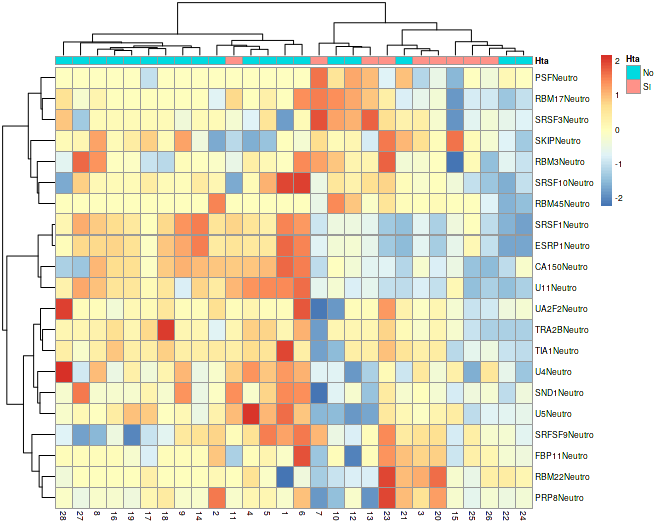 Hta
PSFNeutro
RBM17Neutro
SRSF3Neutro
SKIPNeutro
RBM3Neutro
SRSF10Neutro
RBM45Neutro
SRSF1Neutro
ESRP1Neutro
CA150Neutro
U11Neutro
UA2F2Neutro
TRA2BNeutro
TIA1Neutro
U4Neutro
SND1Neutro
U5Neutro
SRFSF9Neutro
FBP11Neutro
RBM22Neutro
PRP8Neutro
28 27 8 16 19 17 18 9 14 2 11 4 5 1 6 7 10 12 13 23 21 3 20 15 25 26 22 24
2
1
0
-1
-2
Hta
No
SI